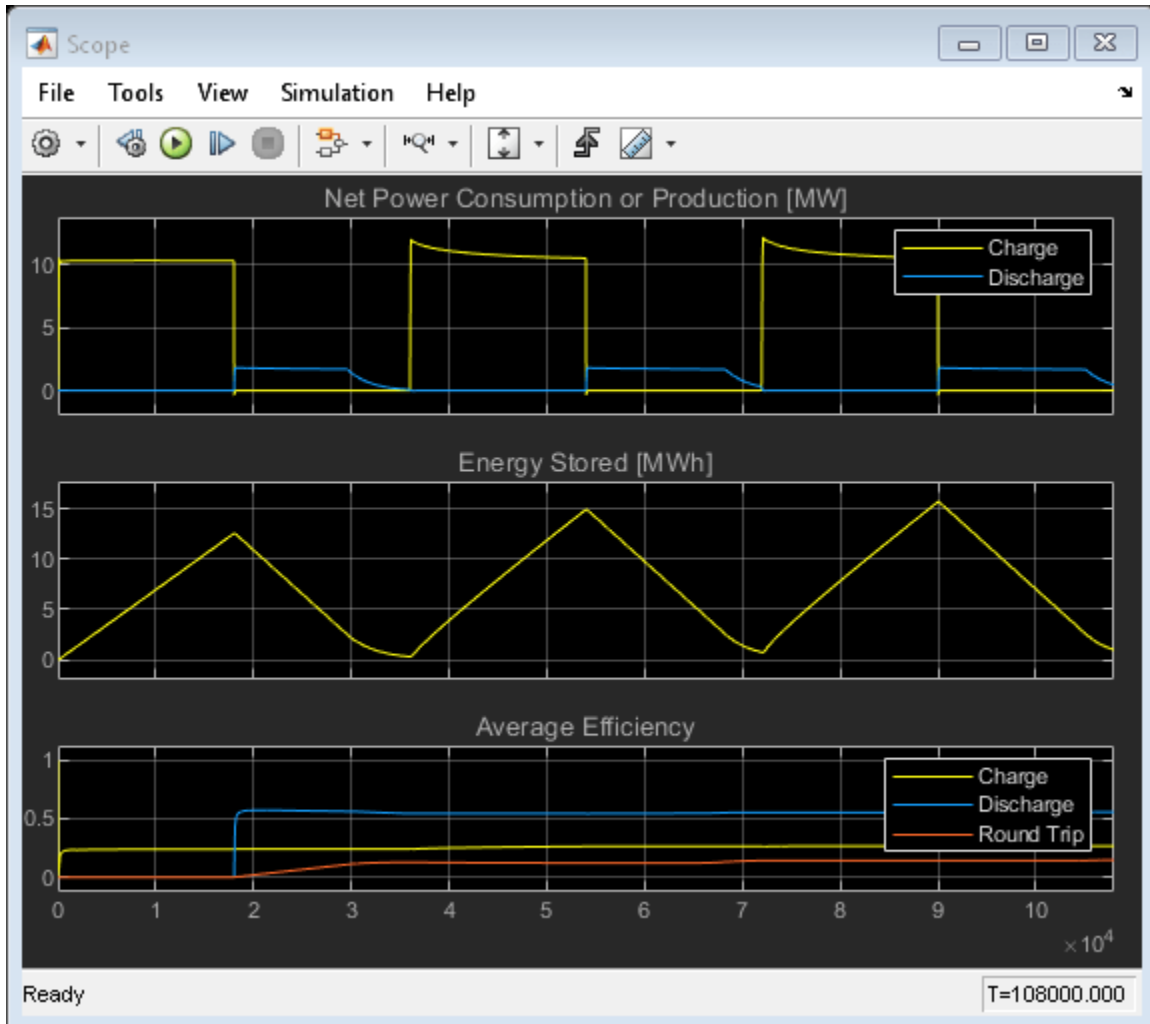 Scope
File Tools View Simulation Help
Net Power Consumption or Production [MW]
Charge
Discharge
10
5
0
Energy Stored [MWh]
15
10
5
0
Average Efficiency
Charge
Discharge
Round Trip
1
0.5
0
0 1 2 3 4 5 6 7 8 9 10
×10⁴
Ready T=108000.000